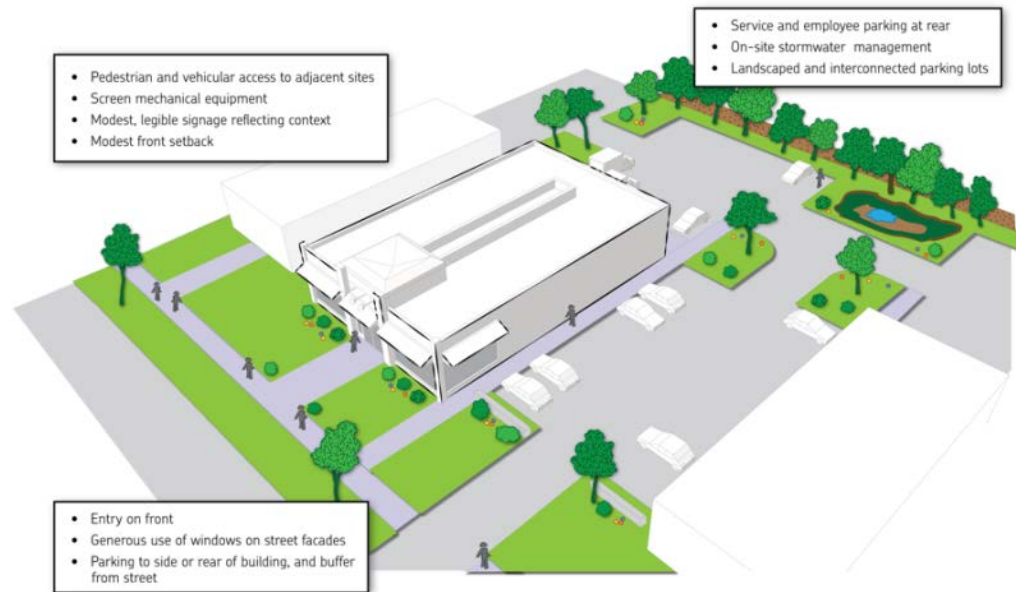 • Pedestrian and vehicular access to adjacent sites
• Screen mechanical equipment
• Modest, legible signage reflecting context
• Modest front setback
• Service and employee parking at rear
• On-site stormwater management
• Landscaped and interconnected parking lots
• Entry on front
• Generous use of windows on street facades
• Parking to side or rear of building, and buffer
from street